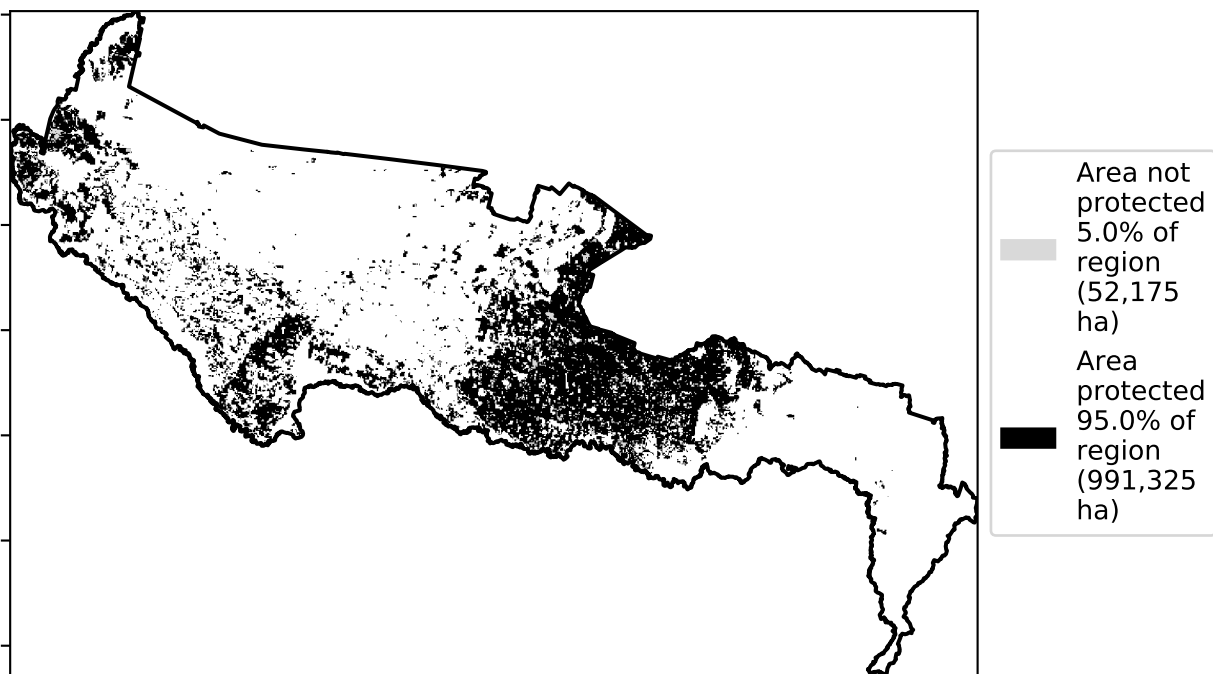 Area not
protected
5.0% of
region
(52,175
ha)
Area
protected
95.0% of
region
(991,325
ha)